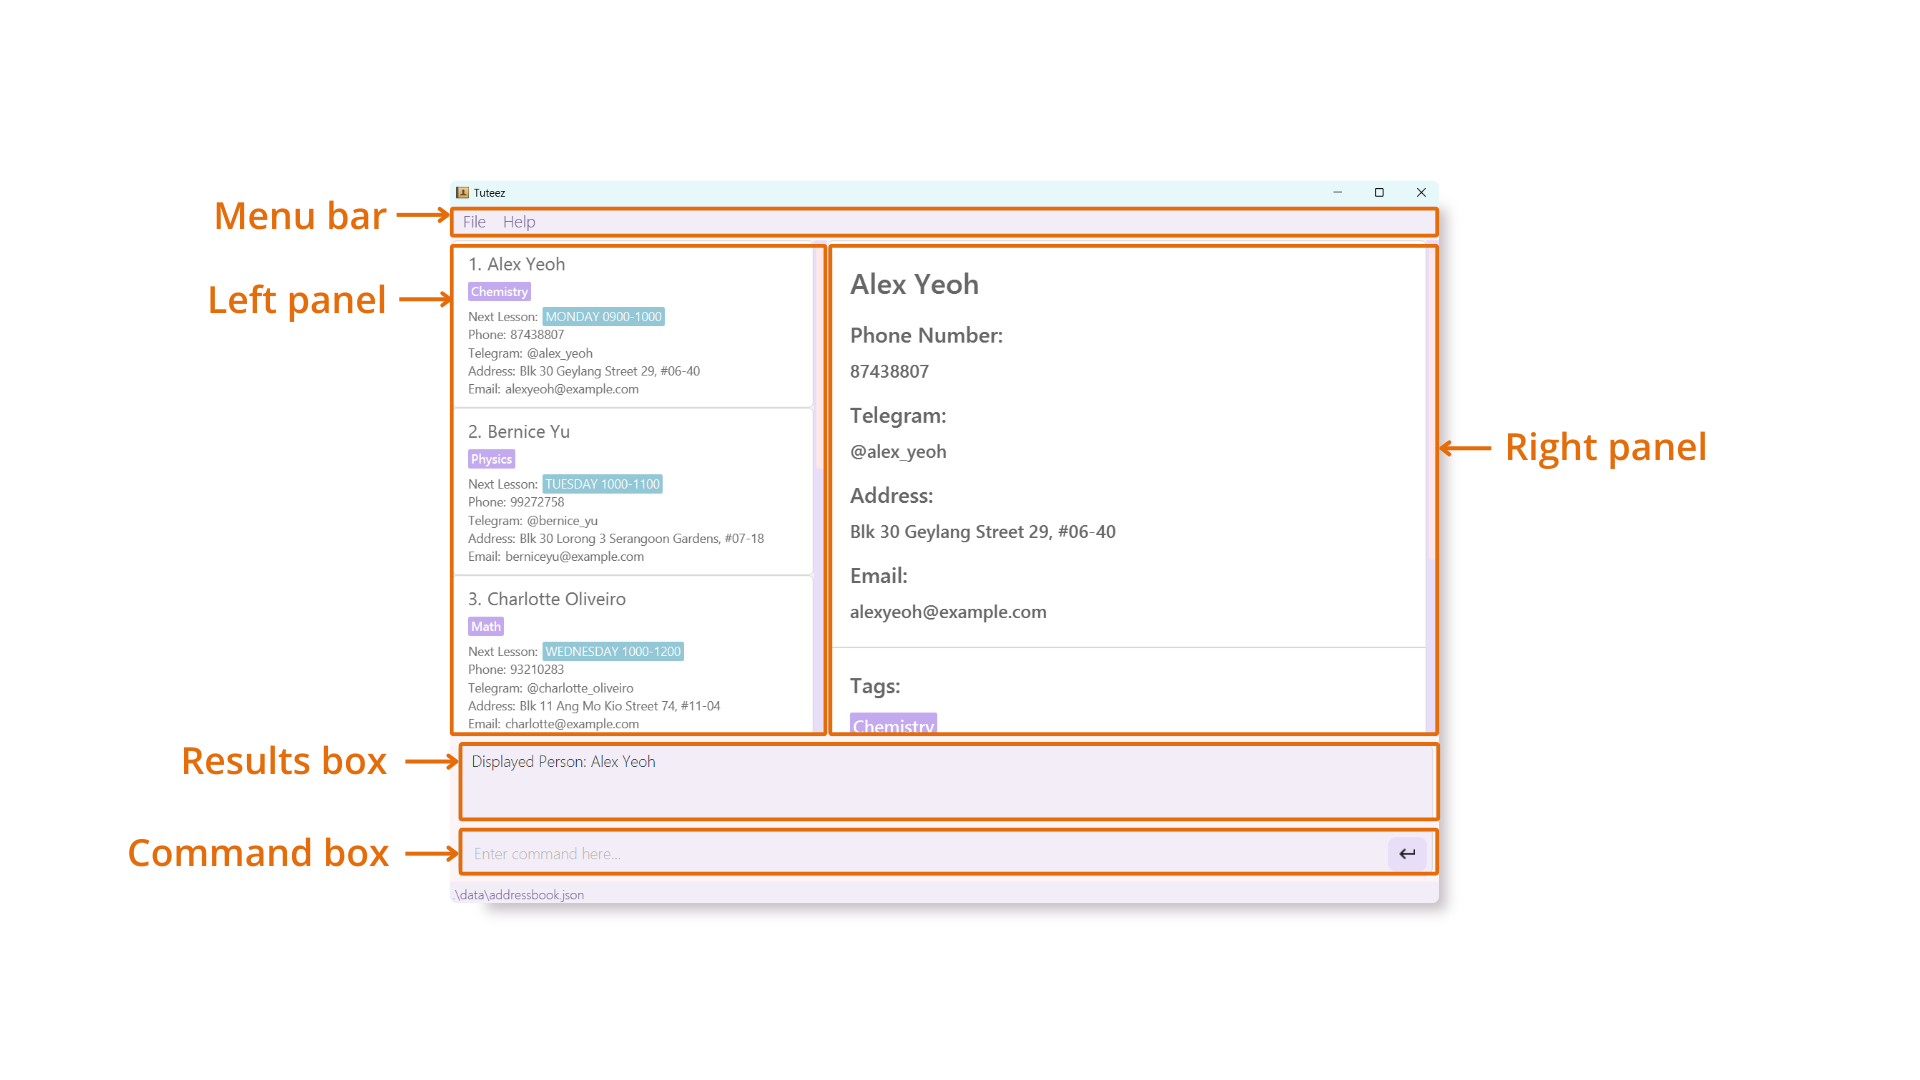 Tuteez
Menu bar
File Help
Left panel
1. Alex Yeoh
Chemistry
Next Lesson: MONDAY 0900-1000
Phone: 87438807
Telegram: @alex_yeoh
Address: Blk 30 Geylang Street 29, #06-40
Email: alexyeoh@example.com
2. Bernice Yu
Physics
Next Lesson: TUESDAY 1000-1100
Phone: 99272758
Telegram: @bernice_yu
Address: Blk 30 Lorong 3 Serangoon Gardens, #07-18
Email: berniceyu@example.com
3. Charlotte Oliveiro
Math
Next Lesson: WEDNESDAY 1000-1200
Phone: 93210283
Telegram: @charlotte_oliveiro
Address: Blk 11 Ang Mo Kio Street 74, #11-04
Email: charlotte@example.com
Alex Yeoh
Phone Number:
87438807
Telegram:
@alex_yeoh
Address:
Blk 30 Geylang Street 29, #06-40
Email:
alexyeoh@example.com
Tags:
Chemistry
Right panel
Results box
Displayed Person: Alex Yeoh
Command box
Enter command here...
.\data\addressbook.json